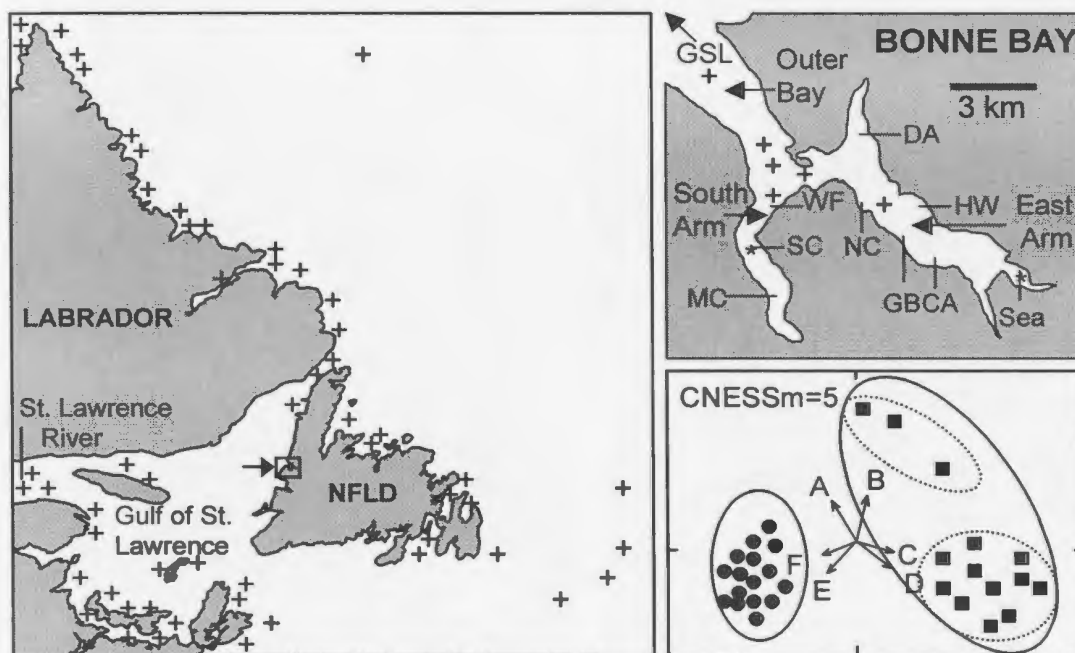 LABRADOR
St. Lawrence
River
Gulf of St.
Lawrence
NFLD
BONNE BAY
GSL
Outer
Bay
3 km
DA
South
Arm
WF
HW
East
Arm
SC
NC
MC
GBCA
Sea
CNESSm=5
A
B
C
D
E
F